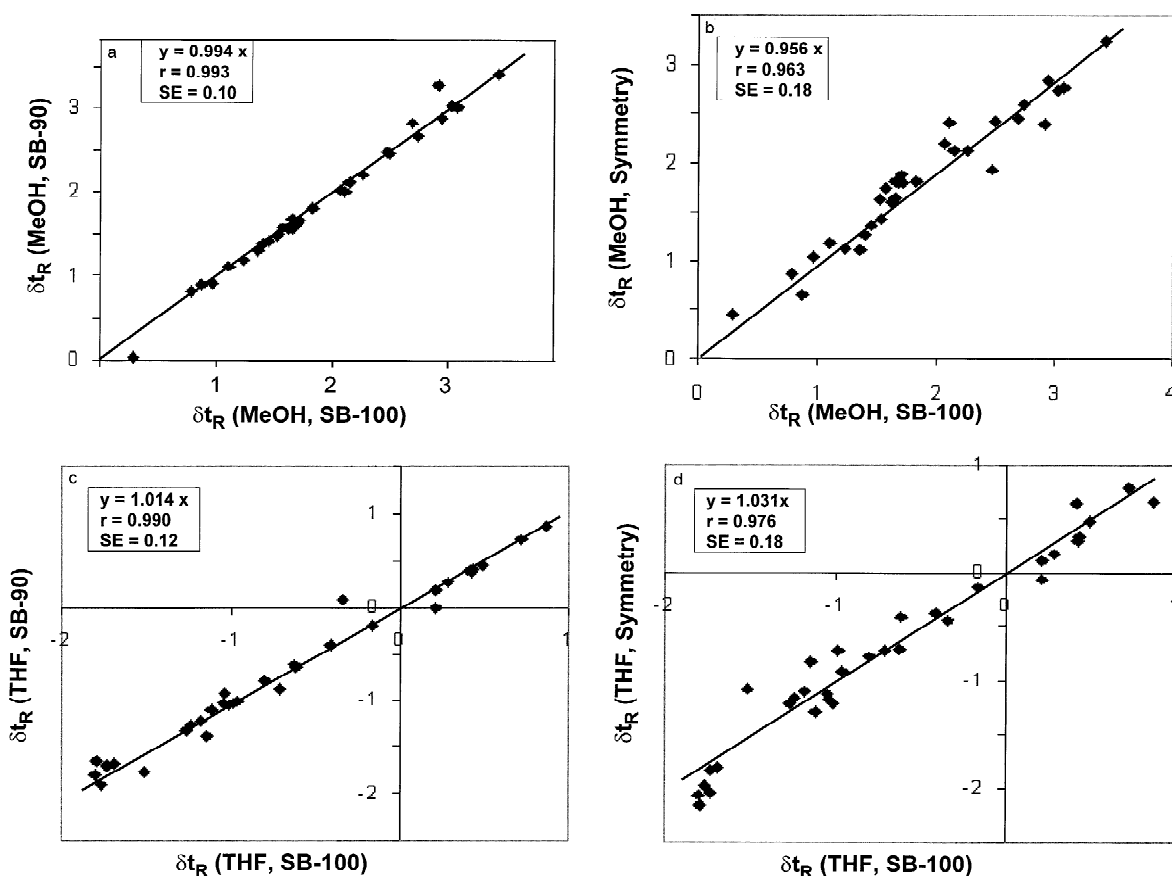 a
y = 0.994 x
r = 0.993
SE = 0.10
3
2
1
0
1
2
3
δtR (MeOH, SB-90)
δtR (MeOH, SB-100)
b
y = 0.956 x
r = 0.963
SE = 0.18
3
2
1
0
0
1
2
3
4
δtR (MeOH, Symmetry)
δtR (MeOH, SB-100)
c
y = 1.014 x
r = 0.990
SE = 0.12
1
0
-1
-2
-2
-1
0
1
δtR (THF, SB-90)
δtR (THF, SB-100)
d
y = 1.031x
r = 0.976
SE = 0.18
1
0
-1
-2
-2
-1
0
1
δtR (THF, Symmetry)
δtR (THF, SB-100)